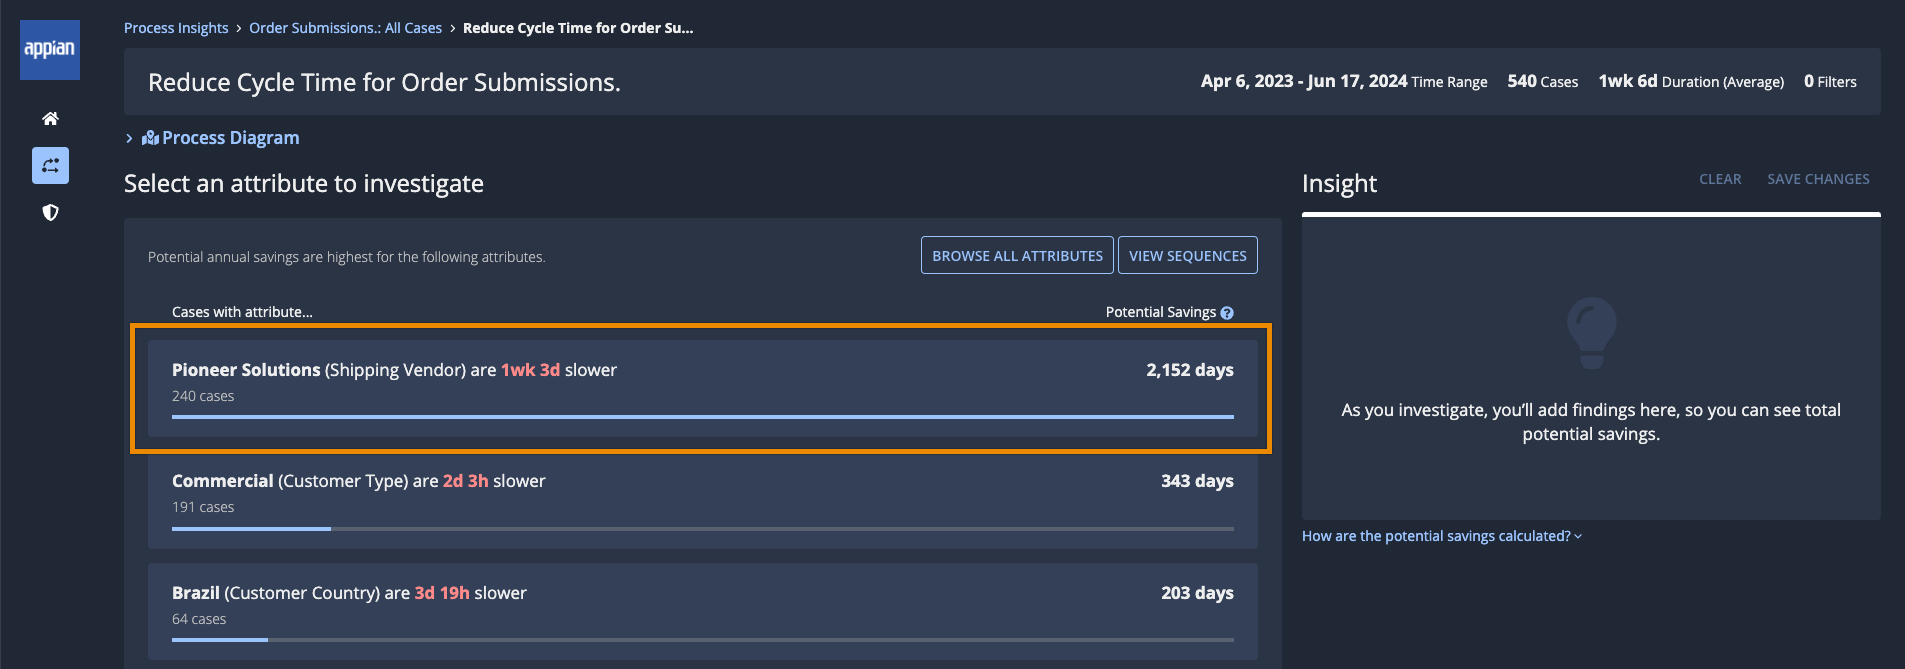 appian
Process Insights › Order Submissions.: All Cases › Reduce Cycle Time for Order Su...
Reduce Cycle Time for Order Submissions.
Apr 6, 2023 - Jun 17, 2024 Time Range 540 Cases 1wk 6d Duration (Average) 0 Filters
› Process Diagram
Select an attribute to investigate
Insight
CLEAR
SAVE CHANGES
Potential annual savings are highest for the following attributes.
BROWSE ALL ATTRIBUTES
VIEW SEQUENCES
Cases with attribute...
Potential Savings ?
Pioneer Solutions (Shipping Vendor) are 1wk 3d slower
2,152 days
240 cases
Commercial (Customer Type) are 2d 3h slower
343 days
191 cases
Brazil (Customer Country) are 3d 19h slower
203 days
64 cases
As you investigate, you’ll add findings here, so you can see total
potential savings.
How are the potential savings calculated?